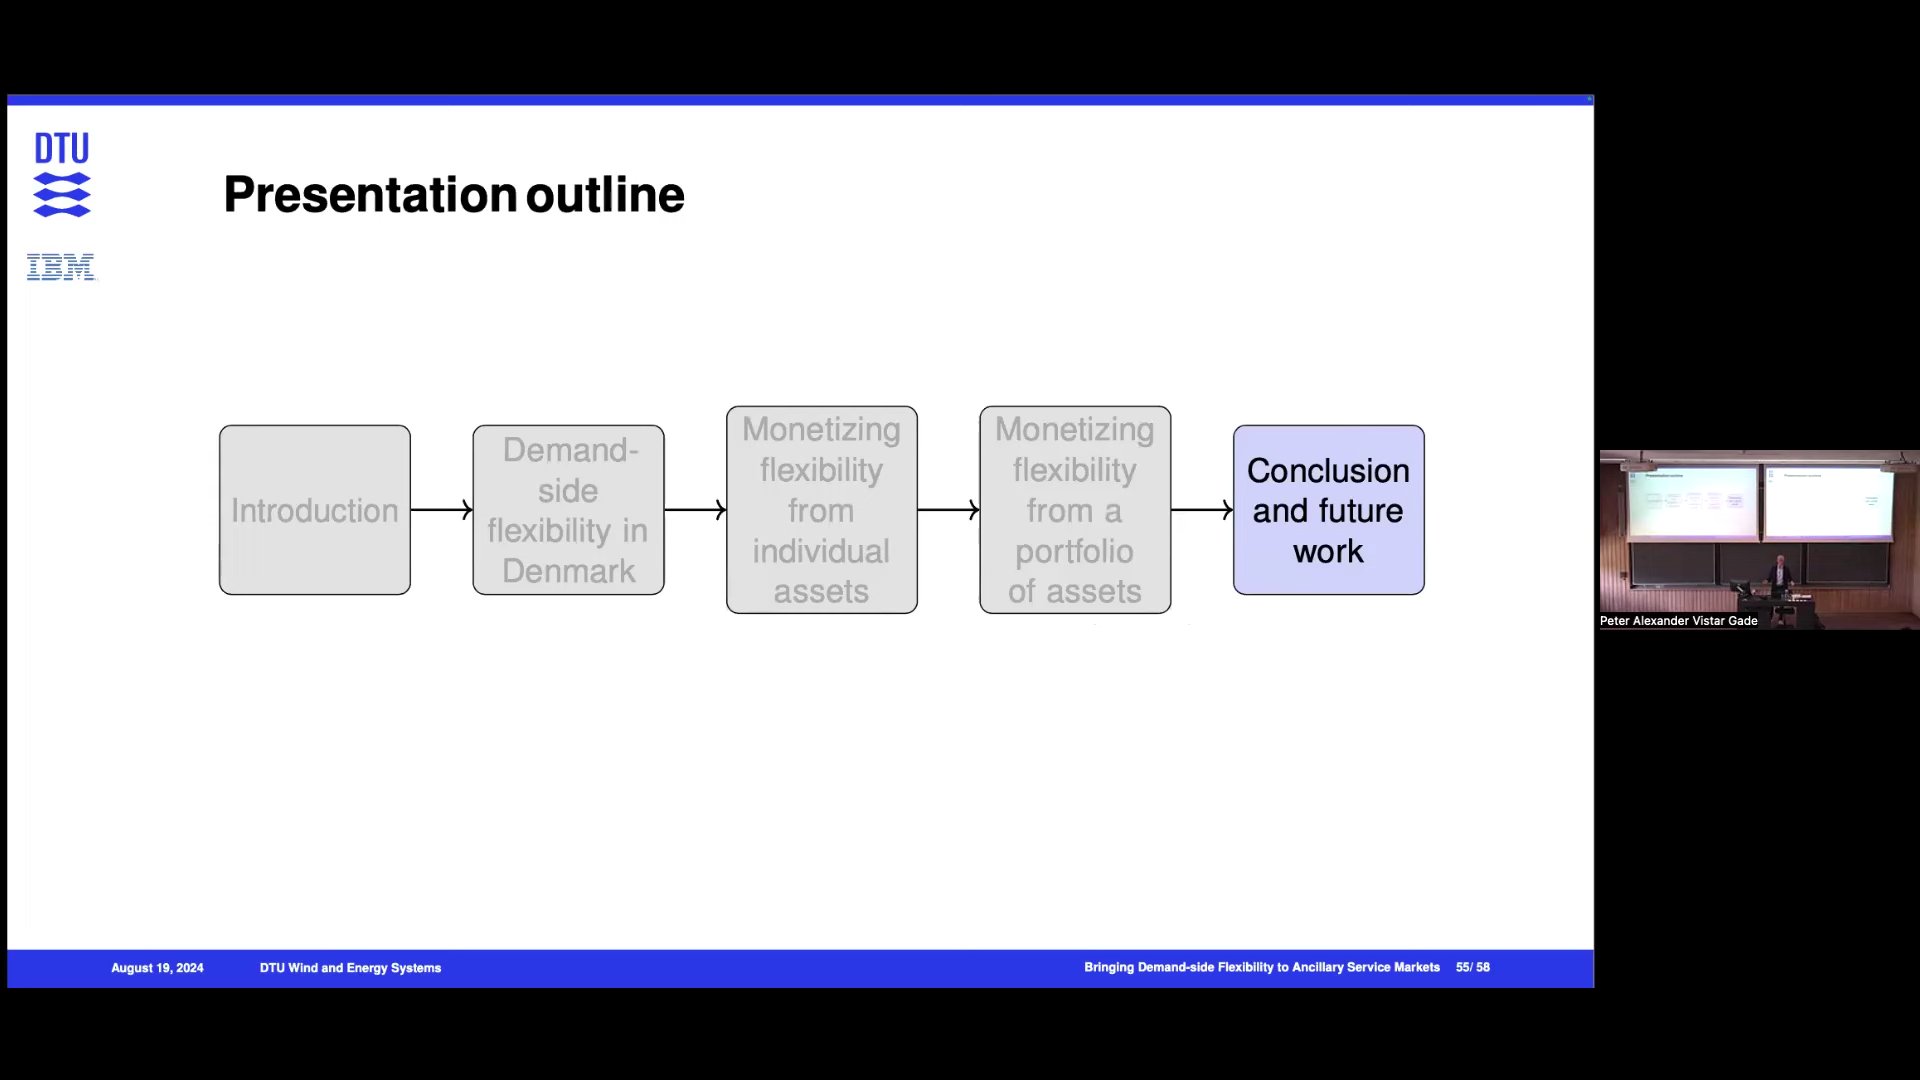 DTU
IBM
Presentation outline
Introduction
Demand-
side
flexibility in
Denmark
Monetizing
flexibility
from
individual
assets
Monetizing
flexibility
from a
portfolio
of assets
Conclusion
and future
work
Peter Alexander Vistar Gade
August 19, 2024
DTU Wind and Energy Systems
Bringing Demand-side Flexibility to Ancillary Service Markets
55/ 58